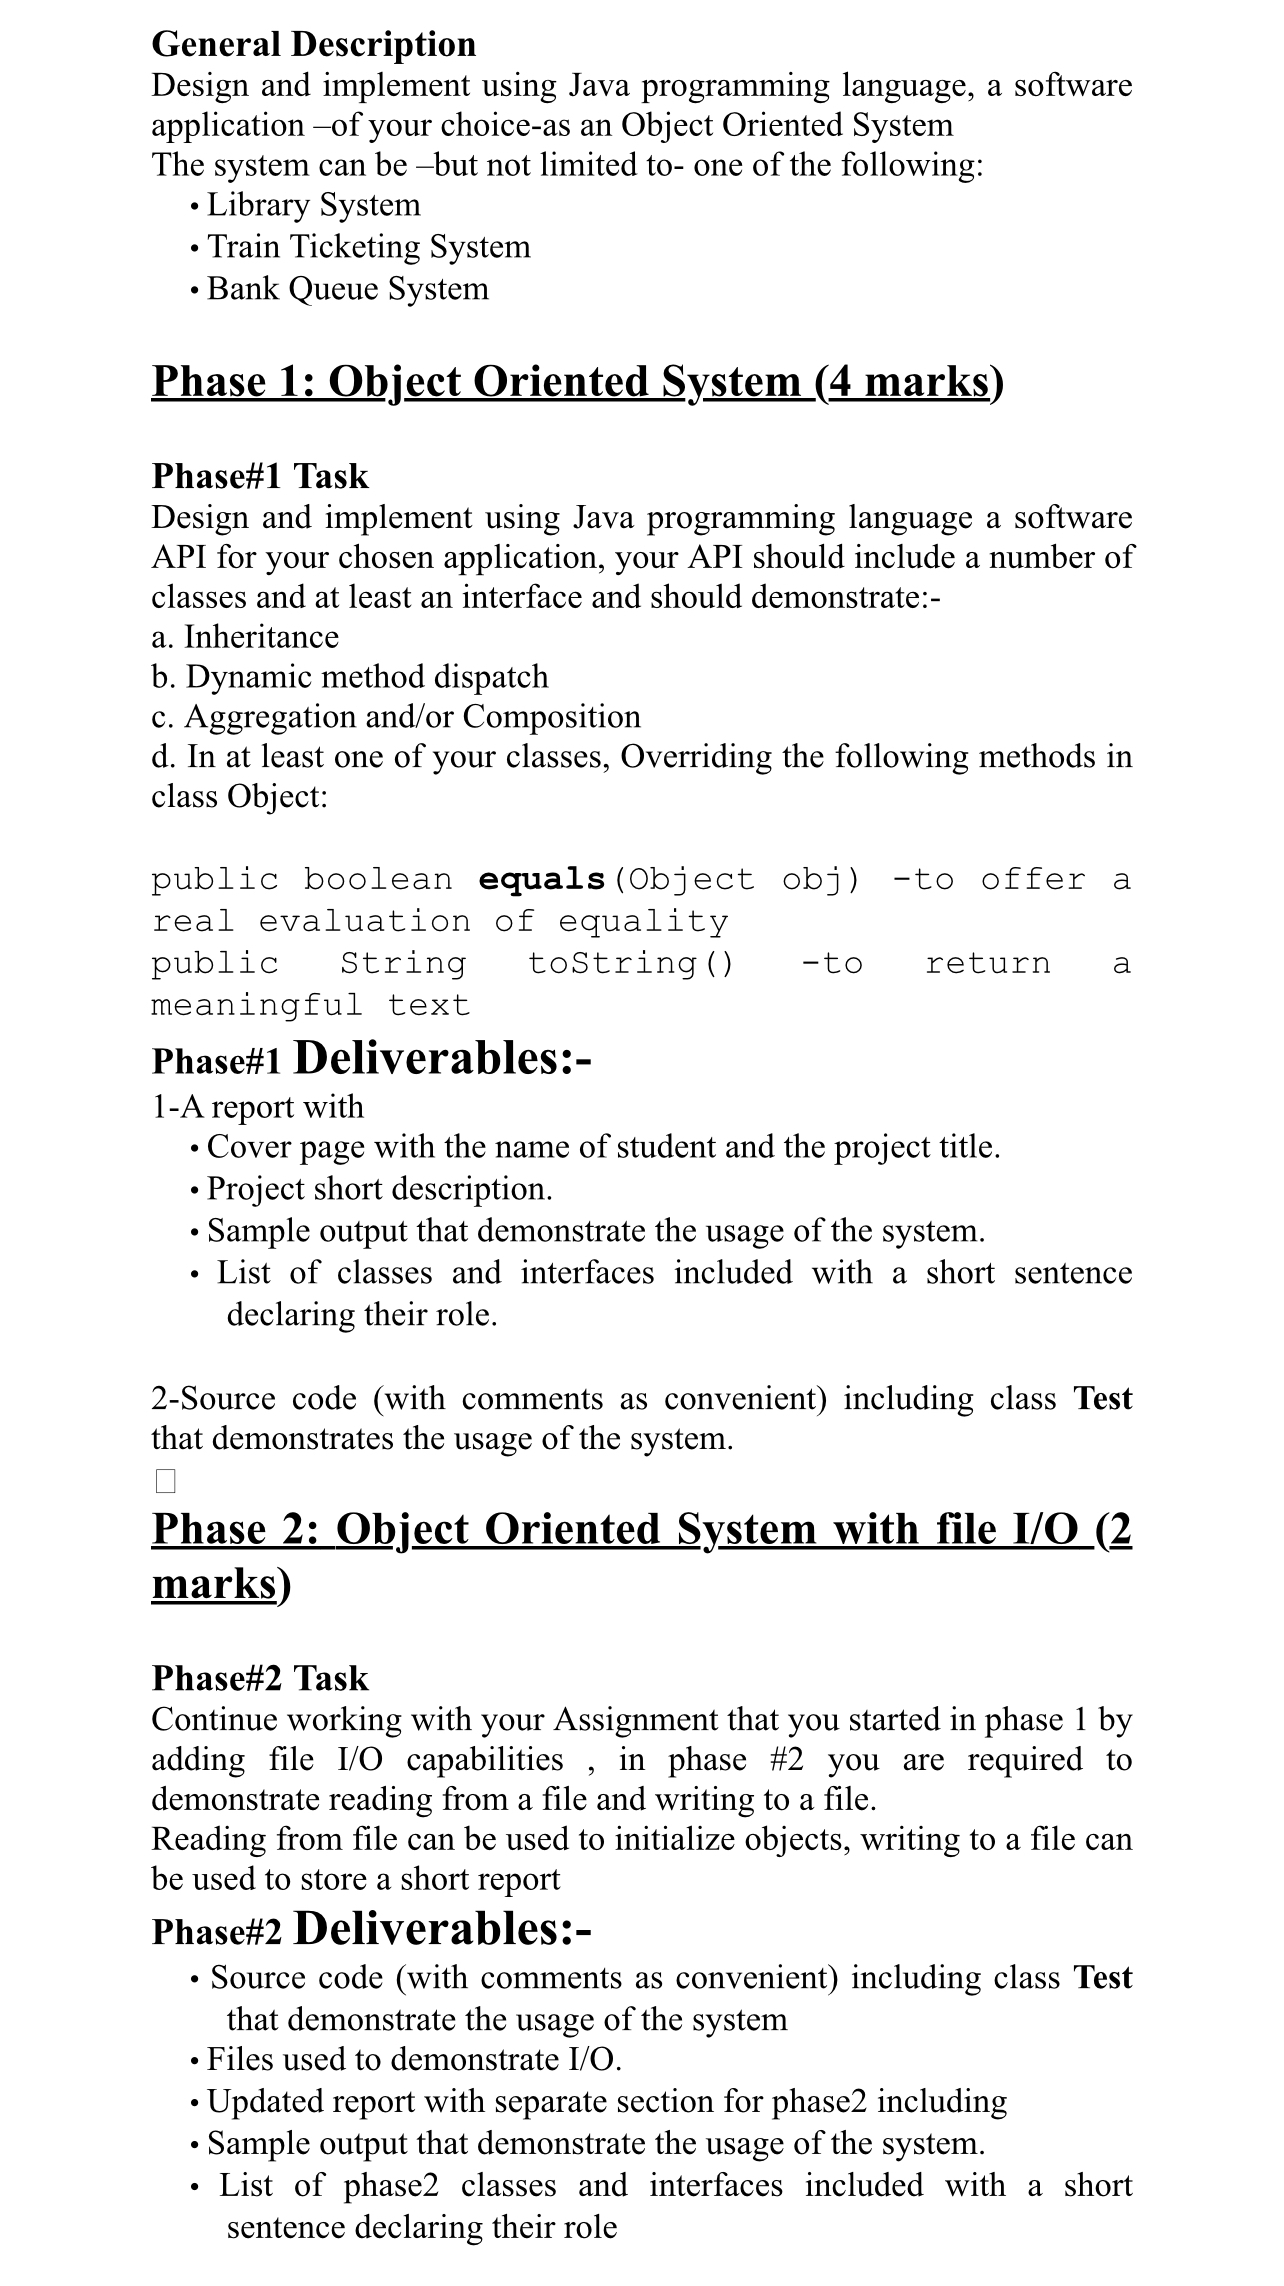 General Description
Design and implement using Java programming language, a software
application –of your choice-as an Object Oriented System
The system can be –but not limited to- one of the following:
• Library System
• Train Ticketing System
• Bank Queue System
Phase 1: Object Oriented System (4 marks)
Phase#1 Task
Design and implement using Java programming language a software
API for your chosen application, your API should include a number of
classes and at least an interface and should demonstrate:-
a. Inheritance
b. Dynamic method dispatch
c. Aggregation and/or Composition
d. In at least one of your classes, Overriding the following methods in
class Object:
public boolean equals(Object obj) -to offer a
real evaluation of equality
public String toString() -to return a
meaningful text
Phase#1 Deliverables:-
1-A report with
• Cover page with the name of student and the project title.
• Project short description.
• Sample output that demonstrate the usage of the system.
• List of classes and interfaces included with a short sentence
declaring their role.
2-Source code (with comments as convenient) including class Test
that demonstrates the usage of the system.
Phase 2: Object Oriented System with file I/O (2
marks)
Phase#2 Task
Continue working with your Assignment that you started in phase 1 by
adding file I/O capabilities , in phase #2 you are required to
demonstrate reading from a file and writing to a file.
Reading from file can be used to initialize objects, writing to a file can
be used to store a short report
Phase#2 Deliverables:-
• Source code (with comments as convenient) including class Test
that demonstrate the usage of the system
• Files used to demonstrate I/O.
• Updated report with separate section for phase2 including
• Sample output that demonstrate the usage of the system.
• List of phase2 classes and interfaces included with a short
sentence declaring their role